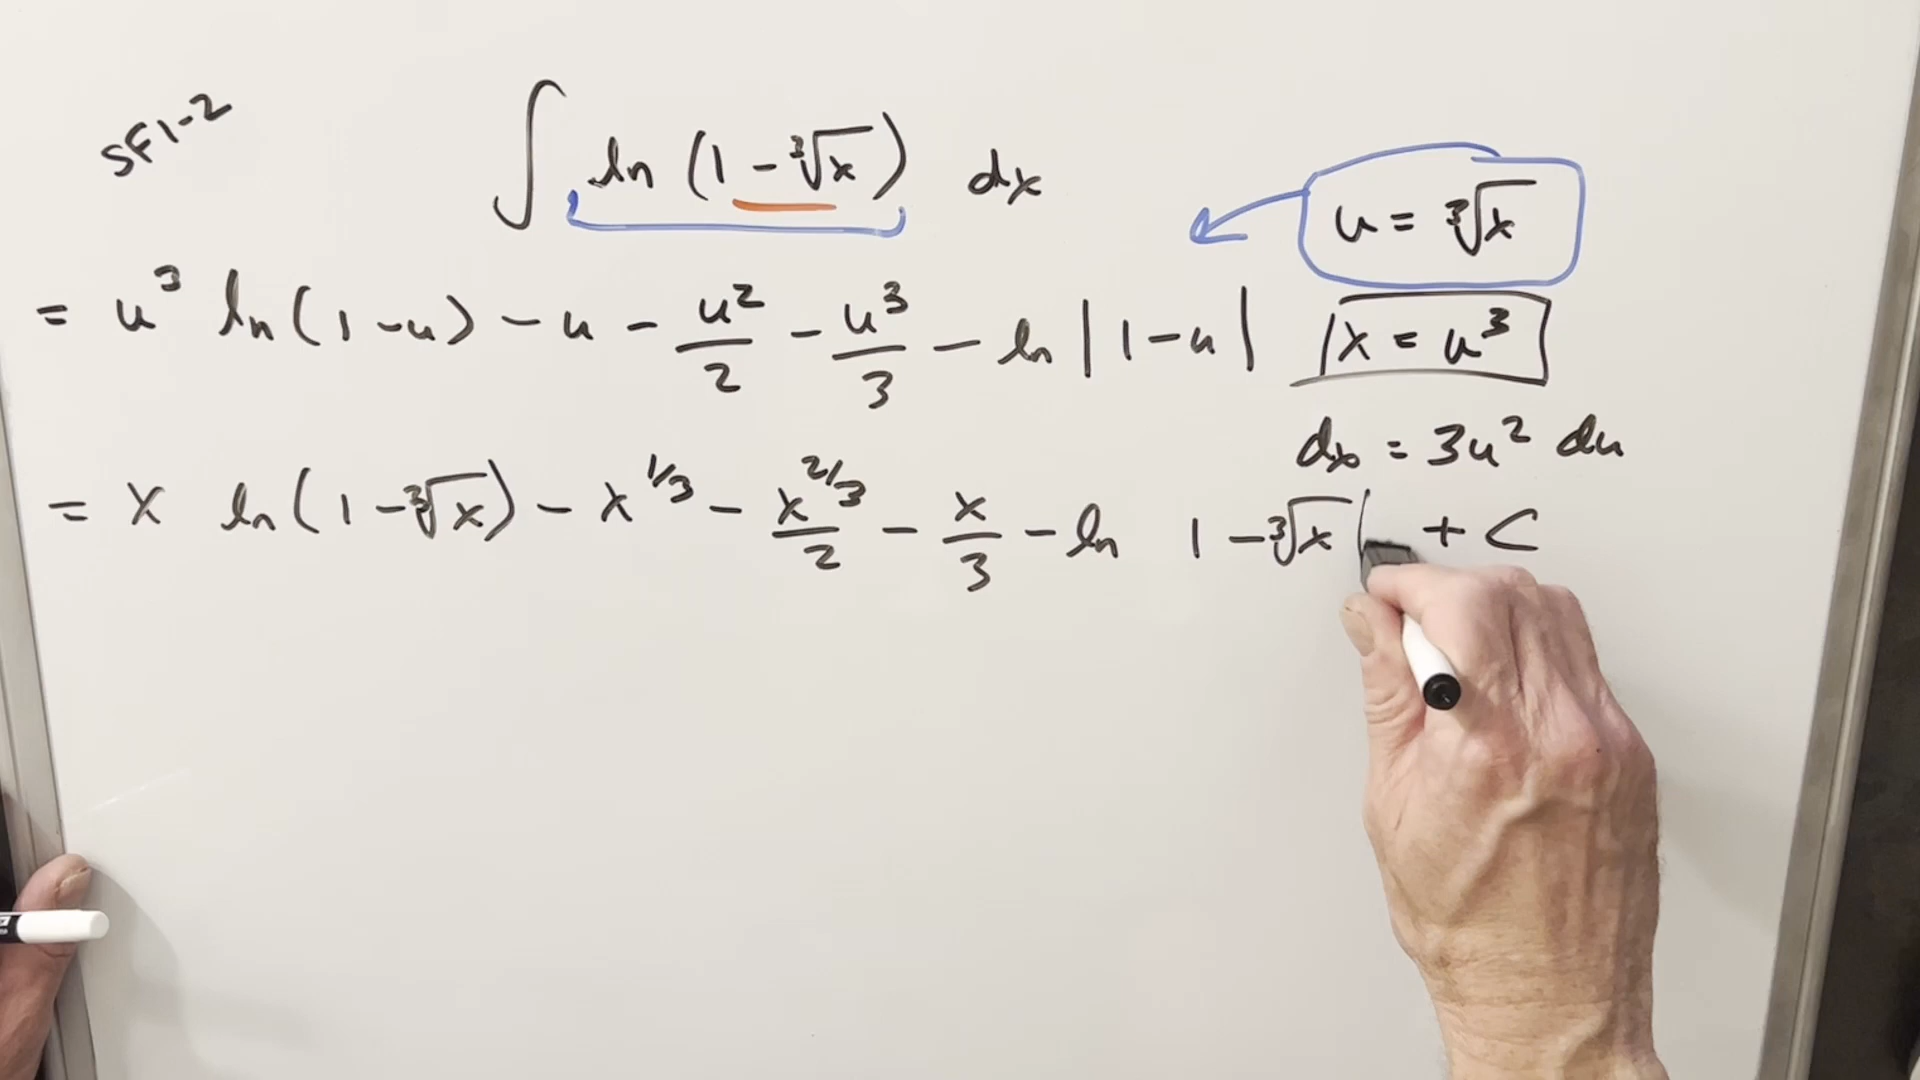 SF1-2
∫ ln (1 - ∛x) dx
u = ∛x
= u³ ln(1-u) - u - u²/2 - u³/3 - ln|1-u|
x = u³
dx = 3u² du
= x ln(1-∛x) - x^1/3 - x^2/3/2 - x/3 - ln 1-∛x| + C